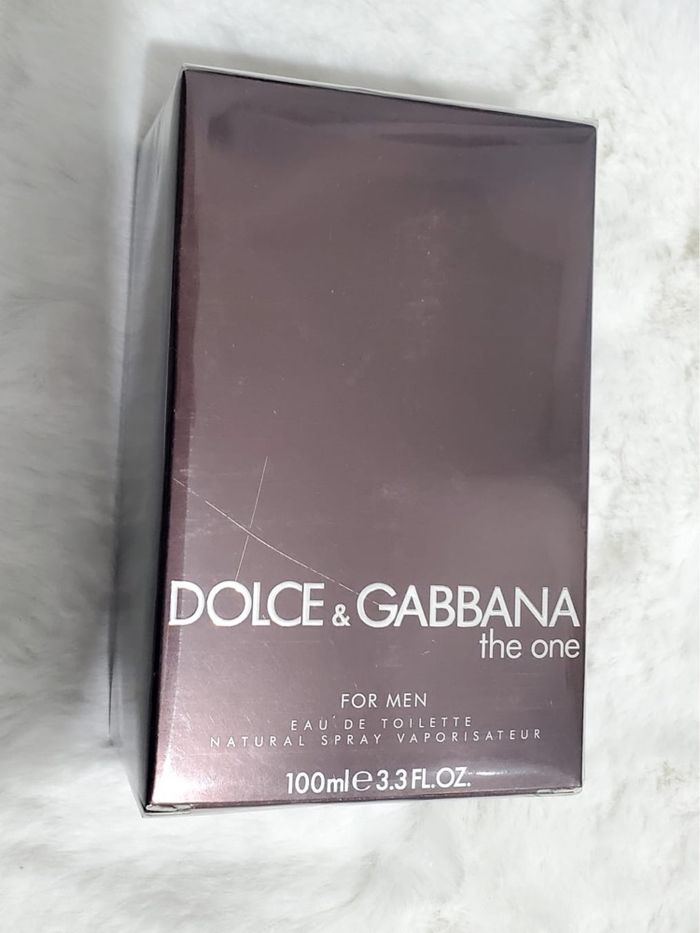 DOLCE & GABBANA
the one
FOR MEN
EAU DE TOILETTE
NATURAL SPRAY VAPORISATEUR
100ml e 3.3 FL.OZ.